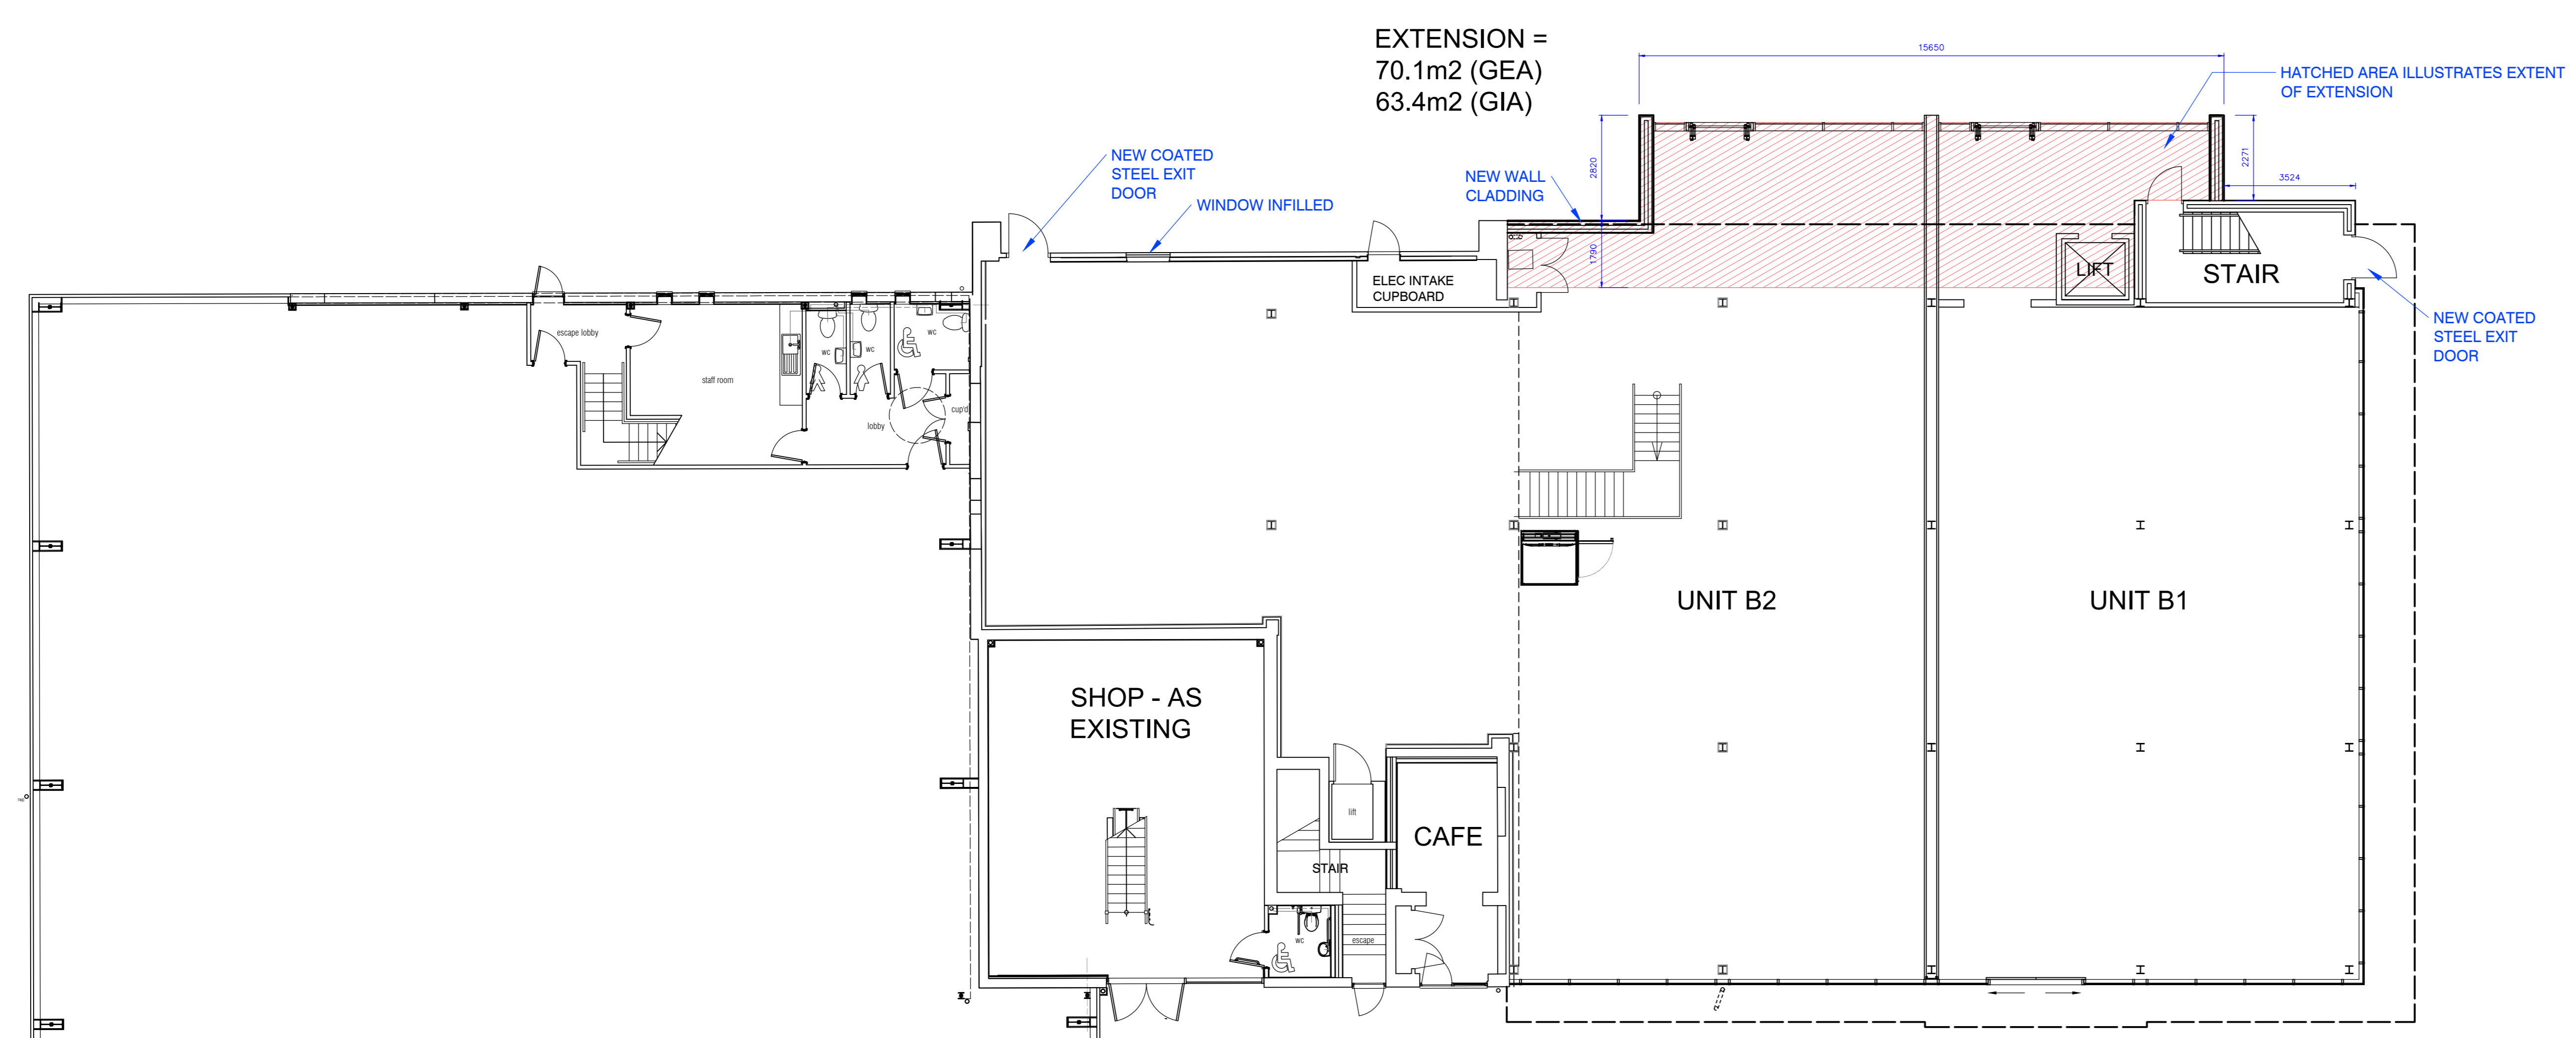 EXTENSION =
70.1m2 (GEA)
63.4m2 (GIA)
15650
HATCHED AREA ILLUSTRATES EXTENT
OF EXTENSION
NEW COATED
STEEL EXIT
DOOR
WINDOW INFILLED
NEW WALL
CLADDING
2820
2271
3524
1790
ELEC INTAKE
CUPBOARD
LIFT
STAIR
NEW COATED
STEEL EXIT
DOOR
escape lobby
staff room
wc
wc
wc
cup'd
lobby
UNIT B2
UNIT B1
SHOP - AS
EXISTING
lift
CAFE
STAIR
wc
escape